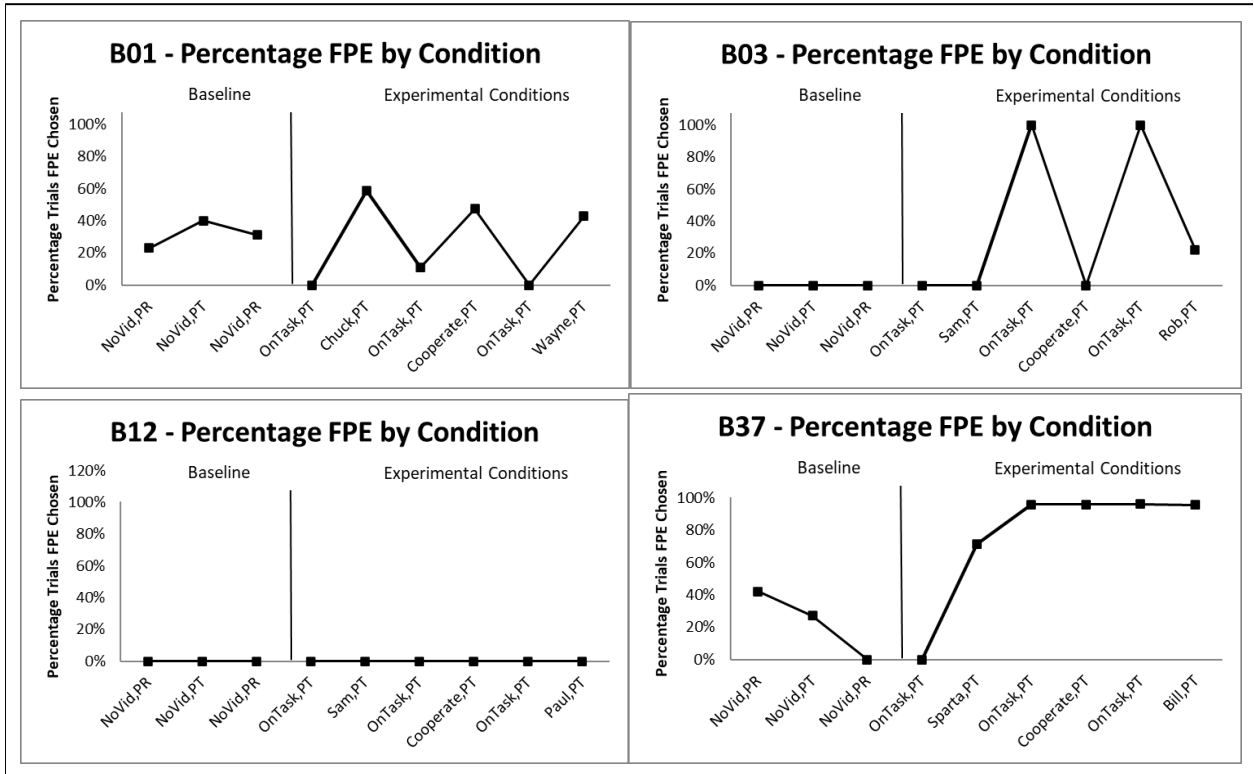 B01 - Percentage FPE by Condition
Baseline
Experimental Conditions
Percentage Trials FPE Chosen
100%
80%
60%
40%
20%
0%
NoVid,PR
NoVid,PT
NoVid,PR
OnTask,PT
Chuck,PT
OnTask,PT
Cooperate,PT
OnTask,PT
Wayne,PT
B03 - Percentage FPE by Condition
Baseline
Experimental Conditions
Percentage Trials FPE Chosen
100%
80%
60%
40%
20%
0%
NoVid,PR
NoVid,PT
NoVid,PR
OnTask,PT
Sam,PT
OnTask,PT
Cooperate,PT
OnTask,PT
Rob,PT
B12 - Percentage FPE by Condition
Baseline
Experimental Conditions
Percentage Trials FPE Chosen
120%
100%
80%
60%
40%
20%
0%
NoVid,PR
NoVid,PT
NoVid,PR
OnTask,PT
Sam,PT
OnTask,PT
Cooperate,PT
OnTask,PT
Paul,PT
B37 - Percentage FPE by Condition
Baseline
Experimental Conditions
Percentage Trials FPE Chosen
100%
80%
60%
40%
20%
0%
NoVid,PR
NoVid,PT
NoVid,PR
OnTask,PT
Sparta,PT
OnTask,PT
Cooperate,PT
OnTask,PT
Bill,PT